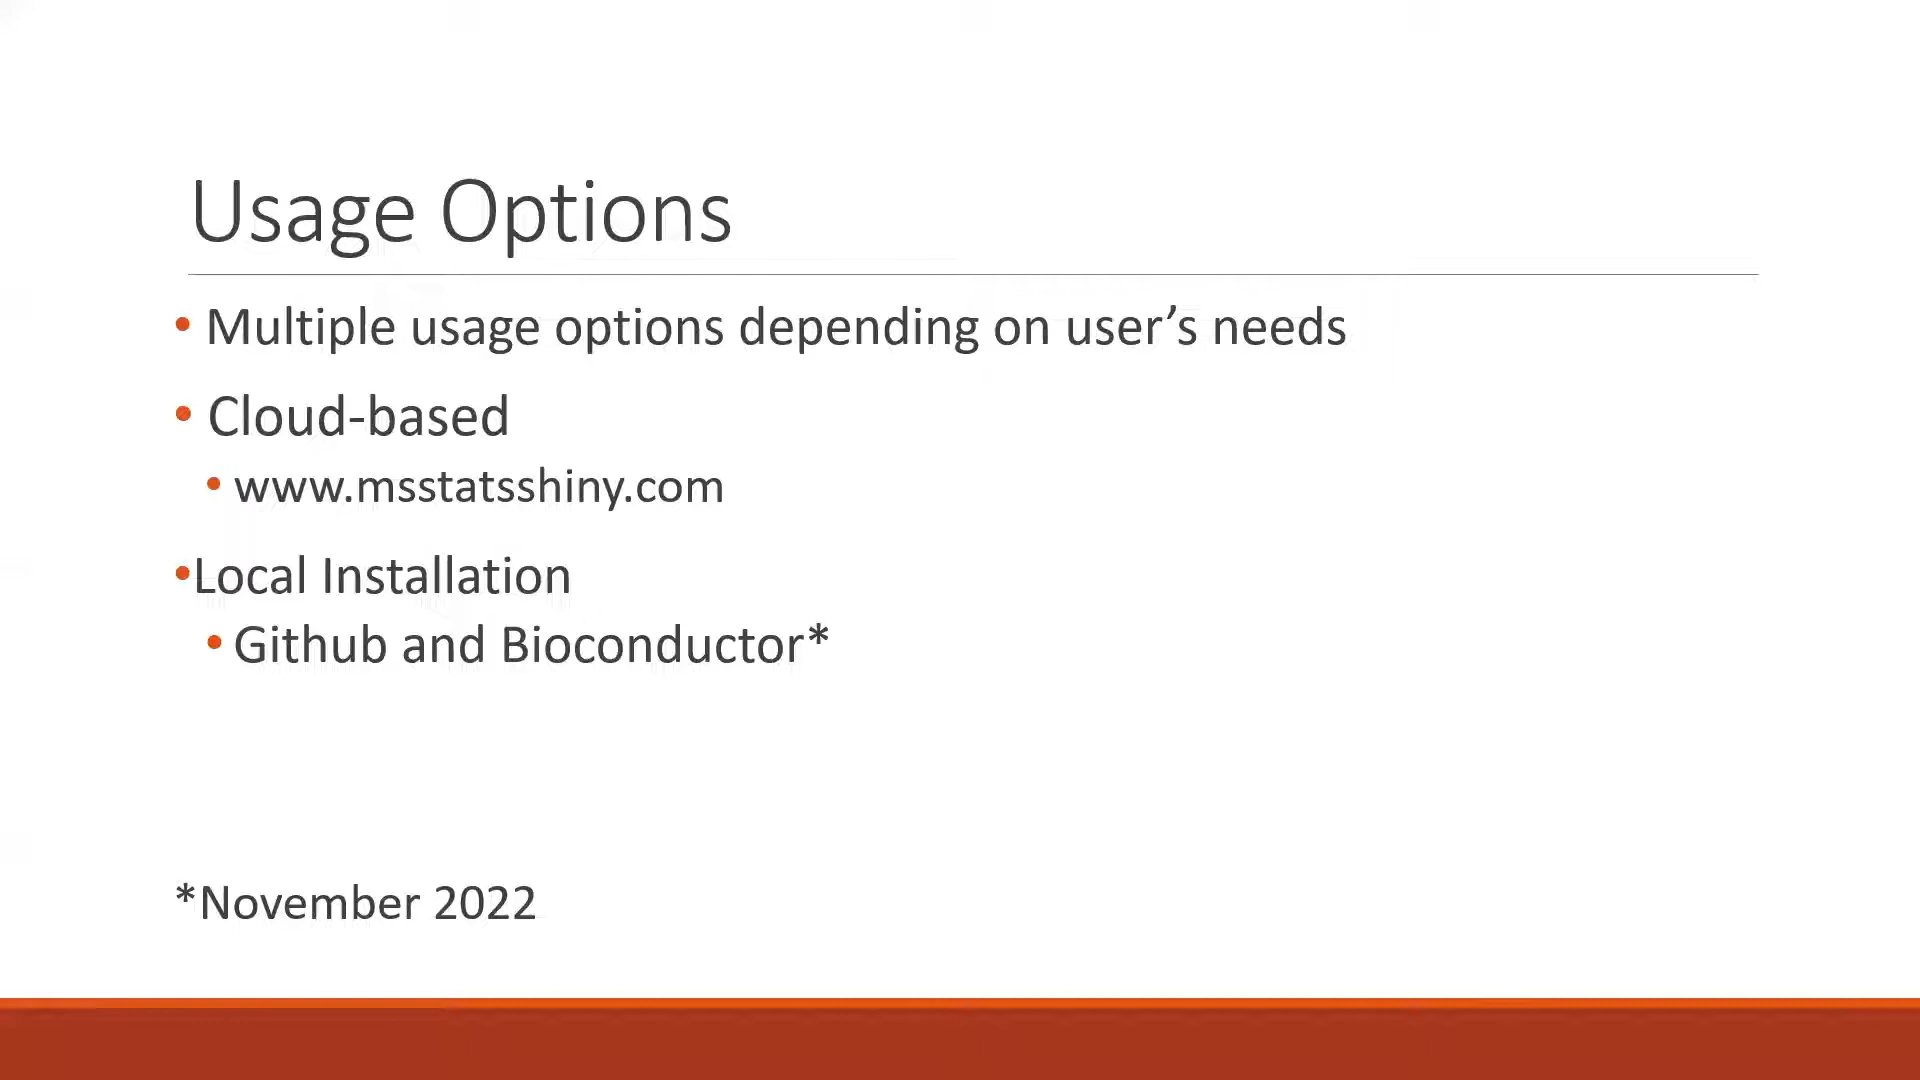 Usage Options
• Multiple usage options depending on user’s needs
• Cloud-based
• www.msstatsshiny.com
•Local Installation
• Github and Bioconductor*
*November 2022